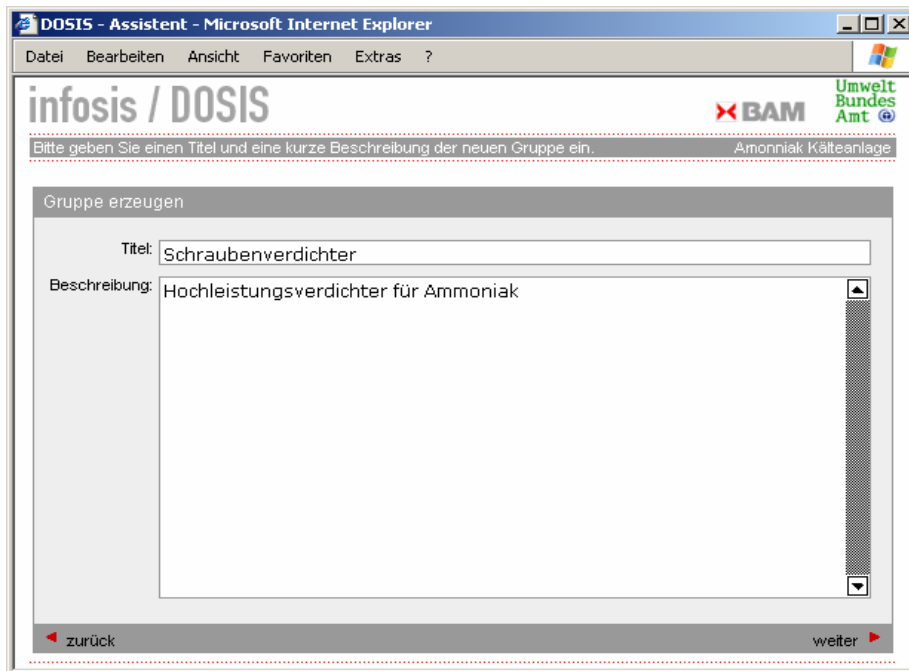 DOSIS - Assistent - Microsoft Internet Explorer
Datei Bearbeiten Ansicht Favoriten Extras ?
infosis / DOSIS
BAM
Umwelt
Bundes
Amt
Bitte geben Sie einen Titel und eine kurze Beschreibung der neuen Gruppe ein. Amonniak Kälteanlage
Gruppe erzeugen
Titel: Schraubenverdichter
Beschreibung: Hochleistungsverdichter für Ammoniak
zurück weiter